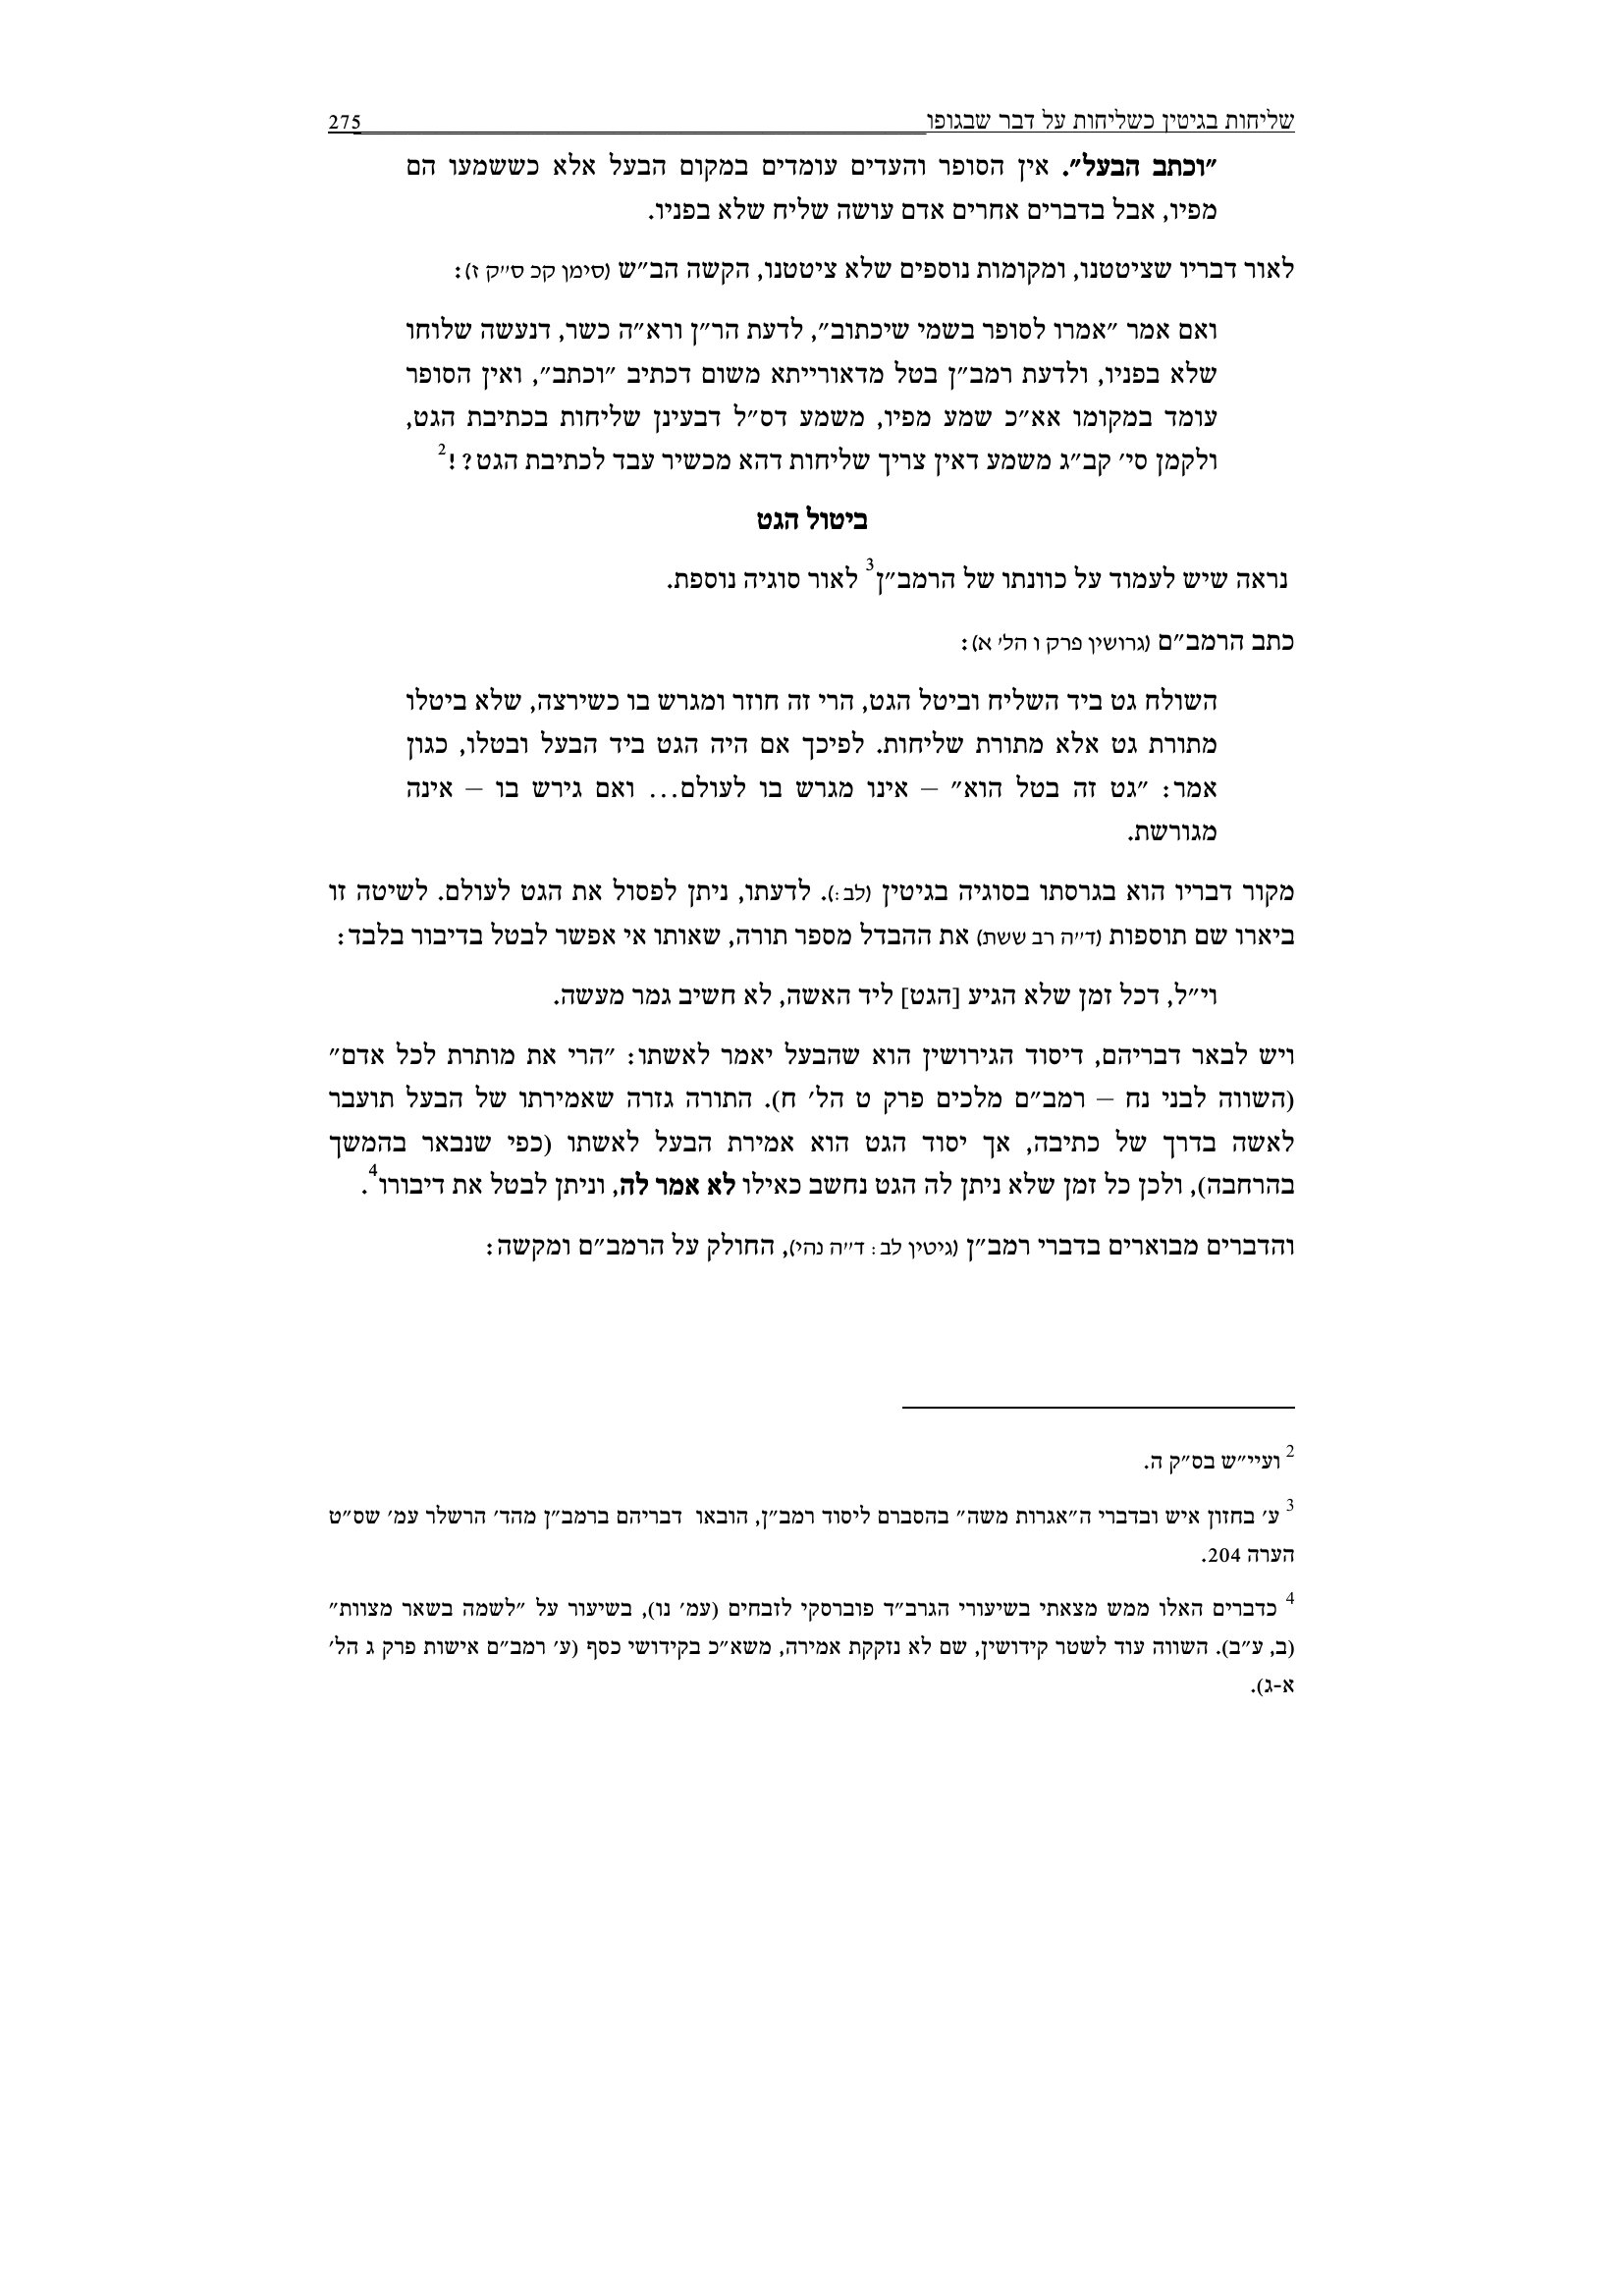 שליחות בגיטין כשליחות על דבר שבגופו 275
"וכתב הבעל". אין הסופר והעדים עומדים במקום הבעל אלא כששמעו הם
מפיו, אבל בדברים אחרים אדם עושה שליח שלא בפניו.
לאור דבריו שציטטנו, ומקומות נוספים שלא ציטטנו, הקשה הב"ש (סימן קכ ס"ק ז):
ואם אמר "אמרו לסופר בשמי שיכתוב", לדעת הר"ן ורא"ה כשר, דנעשה שלוחו
שלא בפניו, ולדעת רמב"ן בטל מדאורייתא משום דכתיב "וכתב", ואין הסופר
עומד במקומו אא"כ שמע מפיו, משמע דס"ל דבעינן שליחות בכתיבת הגט,
ולקמן סי' קב"ג משמע דאין צריך שליחות דהא מכשיר עבד לכתיבת הגט?!2
ביטול הגט
נראה שיש לעמוד על כוונתו של הרמב"ן3 לאור סוגיה נוספת.
כתב הרמב"ם (גרושין פרק ו הל' א):
השולח גט ביד השליח וביטל הגט, הרי זה חוזר ומגרש בו כשירצה, שלא ביטלו
מתורת גט אלא מתורת שליחות. לפיכך אם היה הגט ביד הבעל ובטלו, כגון
אמר: "גט זה בטל הוא" – אינו מגרש בו לעולם... ואם גירש בו – אינה
מגורשת.
מקור דבריו הוא בגרסתו בסוגיה בגיטין (לב:). לדעתו, ניתן לפסול את הגט לעולם. לשיטה זו
ביארו שם תוספות (ד"ה רב ששת) את ההבדל מספר תורה, שאותו אי אפשר לבטל בדיבור בלבד:
וי"ל, דכל זמן שלא הגיע [הגט] ליד האשה, לא חשיב גמר מעשה.
ויש לבאר דבריהם, דיסוד הגירושין הוא שהבעל יאמר לאשתו: "הרי את מותרת לכל אדם"
(השווה לבני נח – רמב"ם מלכים פרק ט הל' ח). התורה גזרה שאמירתו של הבעל תועבר
לאשה בדרך של כתיבה, אך יסוד הגט הוא אמירת הבעל לאשתו (כפי שנבאר בהמשך
בהרחבה), ולכן כל זמן שלא ניתן לה הגט נחשב כאילו לא אמר לה, וניתן לבטל את דיבורו4.
והדברים מבוארים בדברי רמב"ן (גיטין לב: ד"ה נהי), החולק על הרמב"ם ומקשה:
2 ועיי"ש בס"ק ה.
3 ע' בחזון איש ובדברי ה"אגרות משה" בהסברם ליסוד רמב"ן, הובאו דבריהם ברמב"ן מהד' הרשלר עמ' שס"ט
הערה 204.
4 כדברים האלו ממש מצאתי בשיעורי הגרב"ד פוברסקי לזבחים (עמ' נו), בשיעור על "לשמה בשאר מצוות"
(ב, ע"ב). השווה עוד לשטר קידושין, שם לא נזקקת אמירה, משא"כ בקידושי כסף (ע' רמב"ם אישות פרק ג הל'
א-ג).